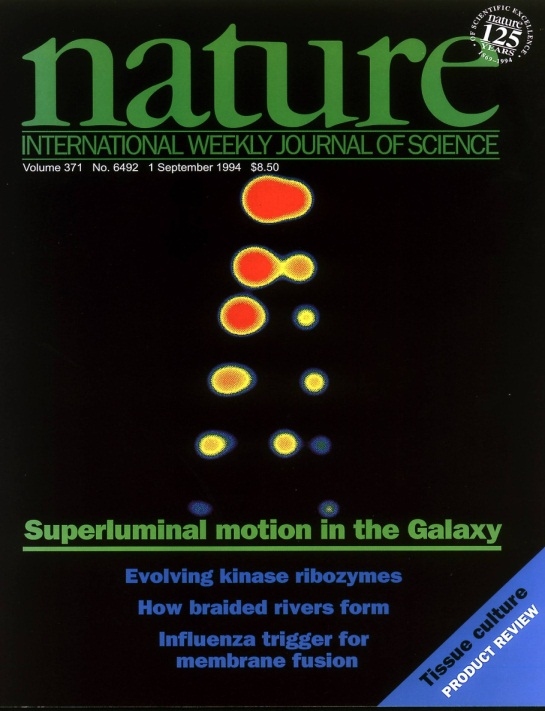 OF SCIENTIFIC EXCELLENCE
nature
125
YEARS
1869-1994
nature
INTERNATIONAL WEEKLY JOURNAL OF SCIENCE
Volume 371 No. 6492 1 September 1994 $8.50
Superluminal motion in the Galaxy
Evolving kinase ribozymes
How braided rivers form
Influenza trigger for
membrane fusion
Tissue culture
PRODUCT REVIEW